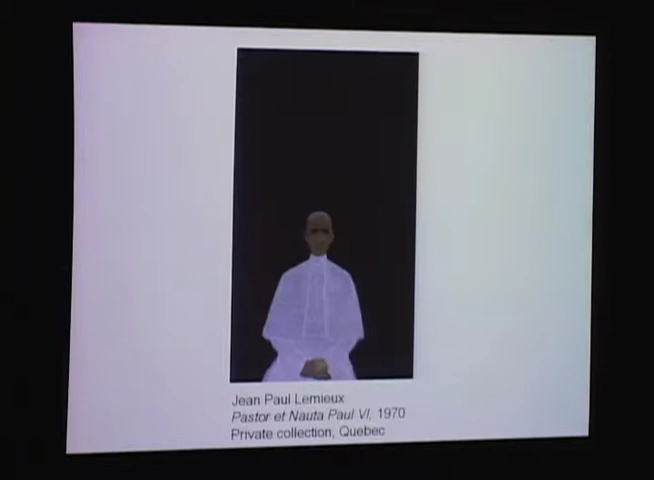 Jean Paul Lemieux
Pastor et Nauta Paul VI, 1970
Private collection, Quebec